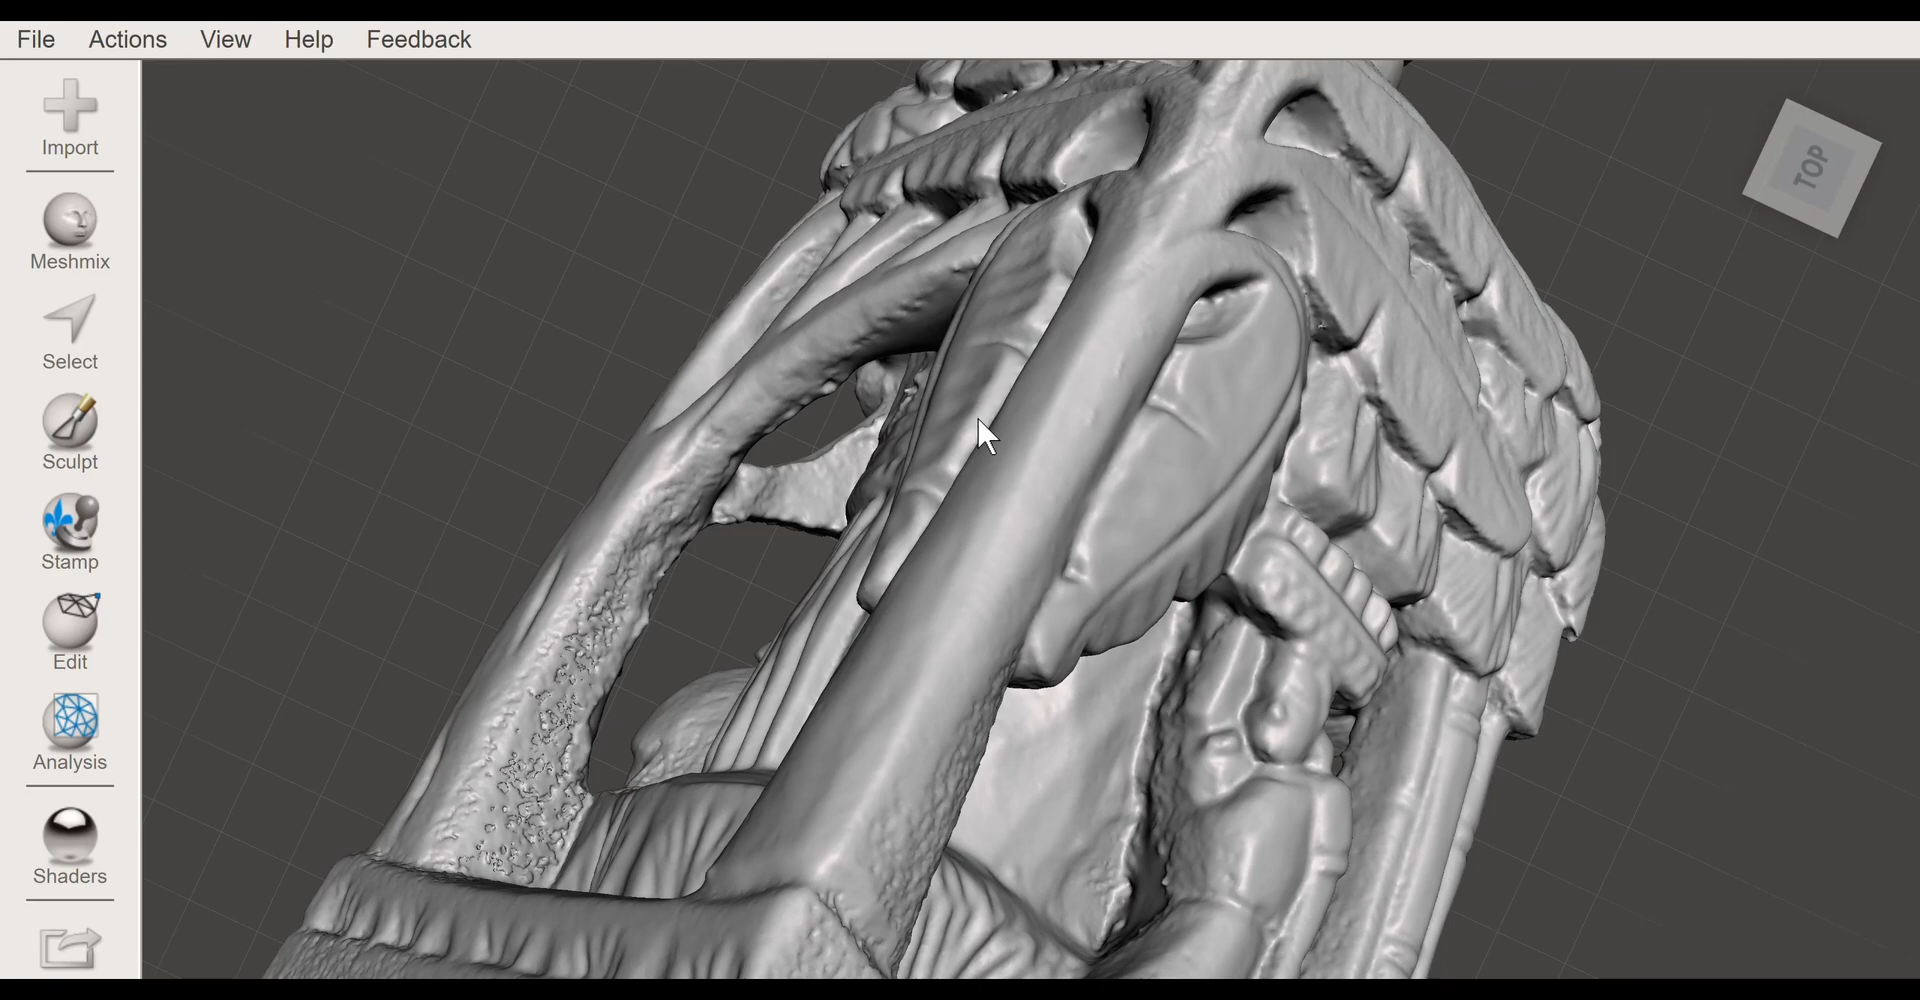 File Actions View Help Feedback
Import
Meshmix
Select
Sculpt
Stamp
Edit
Analysis
Shaders
TOP